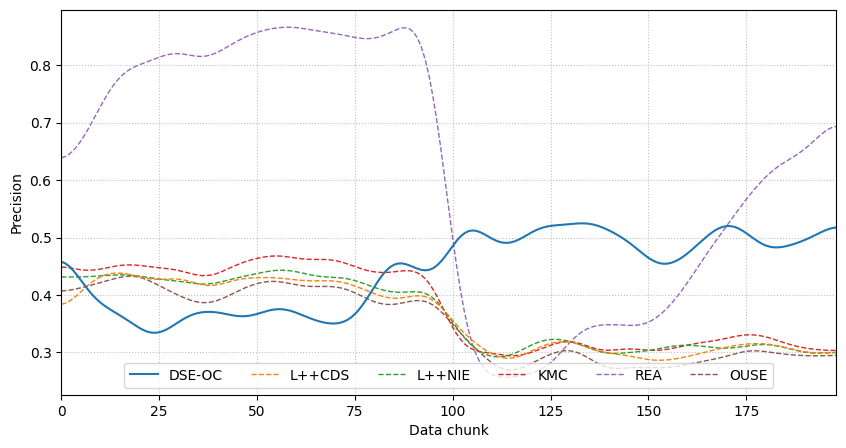 Precision
0.8
0.7
0.6
0.5
0.4
0.3
DSE-OC L++CDS L++NIE KMC REA OUSE
0 25 50 75 100 125 150 175
Data chunk